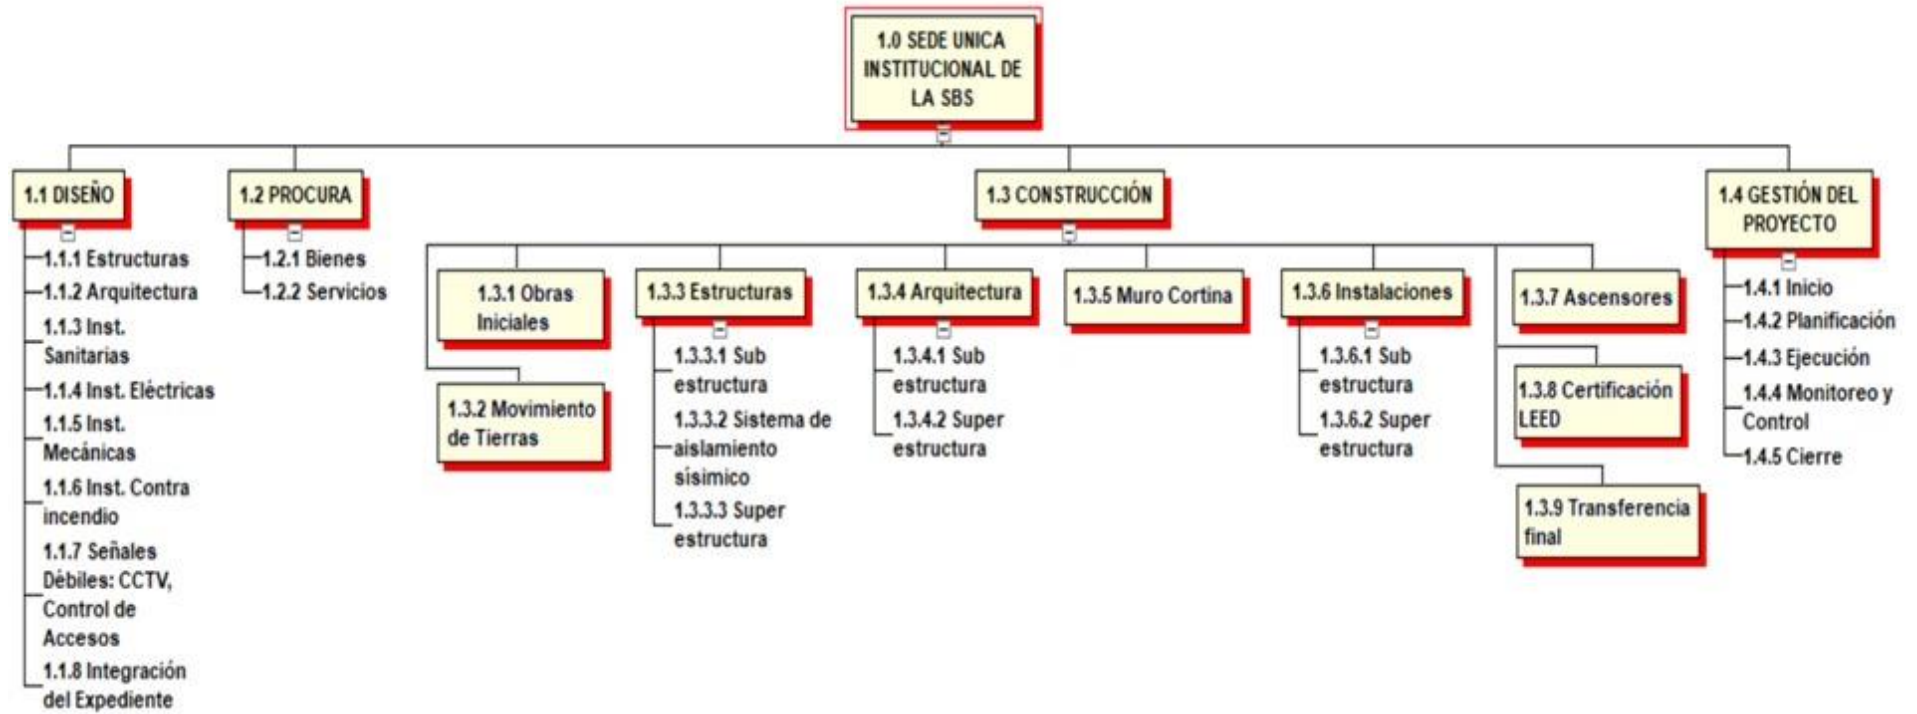 1.0 SEDE UNICA
INSTITUCIONAL DE
LA SBS
1.1 DISEÑO
1.1.1 Estructuras
1.1.2 Arquitectura
1.1.3 Inst.
Sanitarias
1.1.4 Inst. Eléctricas
1.1.5 Inst.
Mecánicas
1.1.6 Inst. Contra
incendio
1.1.7 Señales
Débiles: CCTV,
Control de
Accesos
1.1.8 Integración
del Expediente
1.2 PROCURA
1.2.1 Bienes
1.2.2 Servicios
1.3 CONSTRUCCIÓN
1.3.1 Obras
Iniciales
1.3.2 Movimiento
de Tierras
1.3.3 Estructuras
1.3.3.1 Sub
estructura
1.3.3.2 Sistema de
aislamiento
sísimico
1.3.3.3 Super
estructura
1.3.4 Arquitectura
1.3.4.1 Sub
estructura
1.3.4.2 Super
estructura
1.3.5 Muro Cortina
1.3.6 Instalaciones
1.3.6.1 Sub
estructura
1.3.6.2 Super
estructura
1.3.7 Ascensores
1.3.8 Certificación
LEED
1.3.9 Transferencia
final
1.4 GESTIÓN DEL
PROYECTO
1.4.1 Inicio
1.4.2 Planificación
1.4.3 Ejecución
1.4.4 Monitoreo y
Control
1.4.5 Cierre